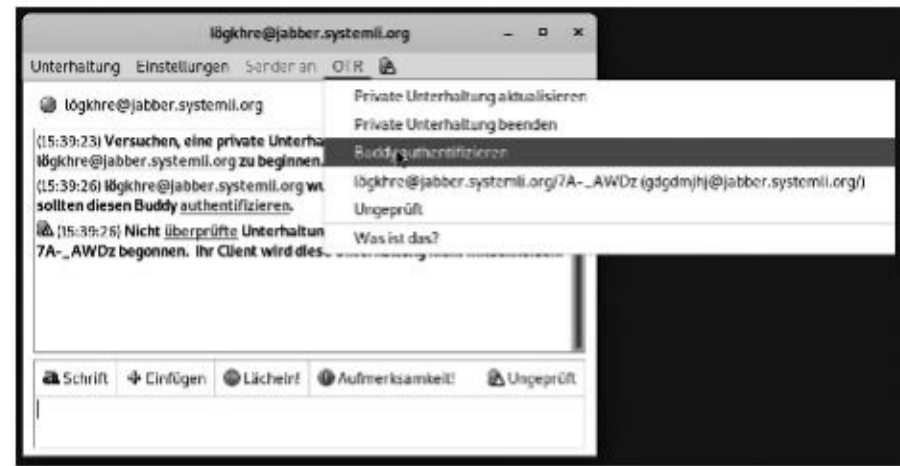 lögkhre@jabber.systemli.org
Unterhaltung Einstellungen Senden an OTR
lögkhre@jabber.systemli.org
(15:39:23) Versuchen, eine private Unterha
lögkhre@jabber.systemli.org zu beginnen.
(15:39:26) lögkhre@jabber.systemli.org wu
sollten diesen Buddy authentifizieren.
(15:39:26) Nicht überprüfte Unterhaltun
7A-_AWDz begonnen. Ihr Client wird
Private Unterhaltung aktualisieren
Private Unterhaltung beenden
Buddy authentifizieren
lögkhre@jabber.systemli.org/7A-_AWDz (gdgdmjhj@jabber.systemli.org/)
Ungeprüft
Was ist das?
Schrift Einfügen Lächeln! Aufmerksamkeit! Ungeprüft